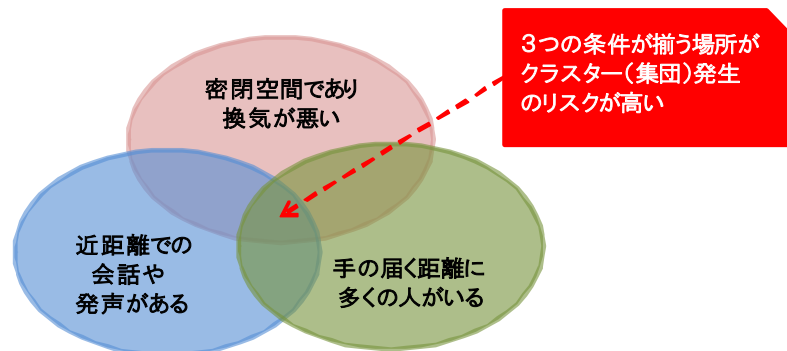 ３つの条件が揃う場所が
クラスター（集団）発生
のリスクが高い
密閉空間であり
換気が悪い
近距離での
会話や
発声がある
手の届く距離に
多くの人がいる